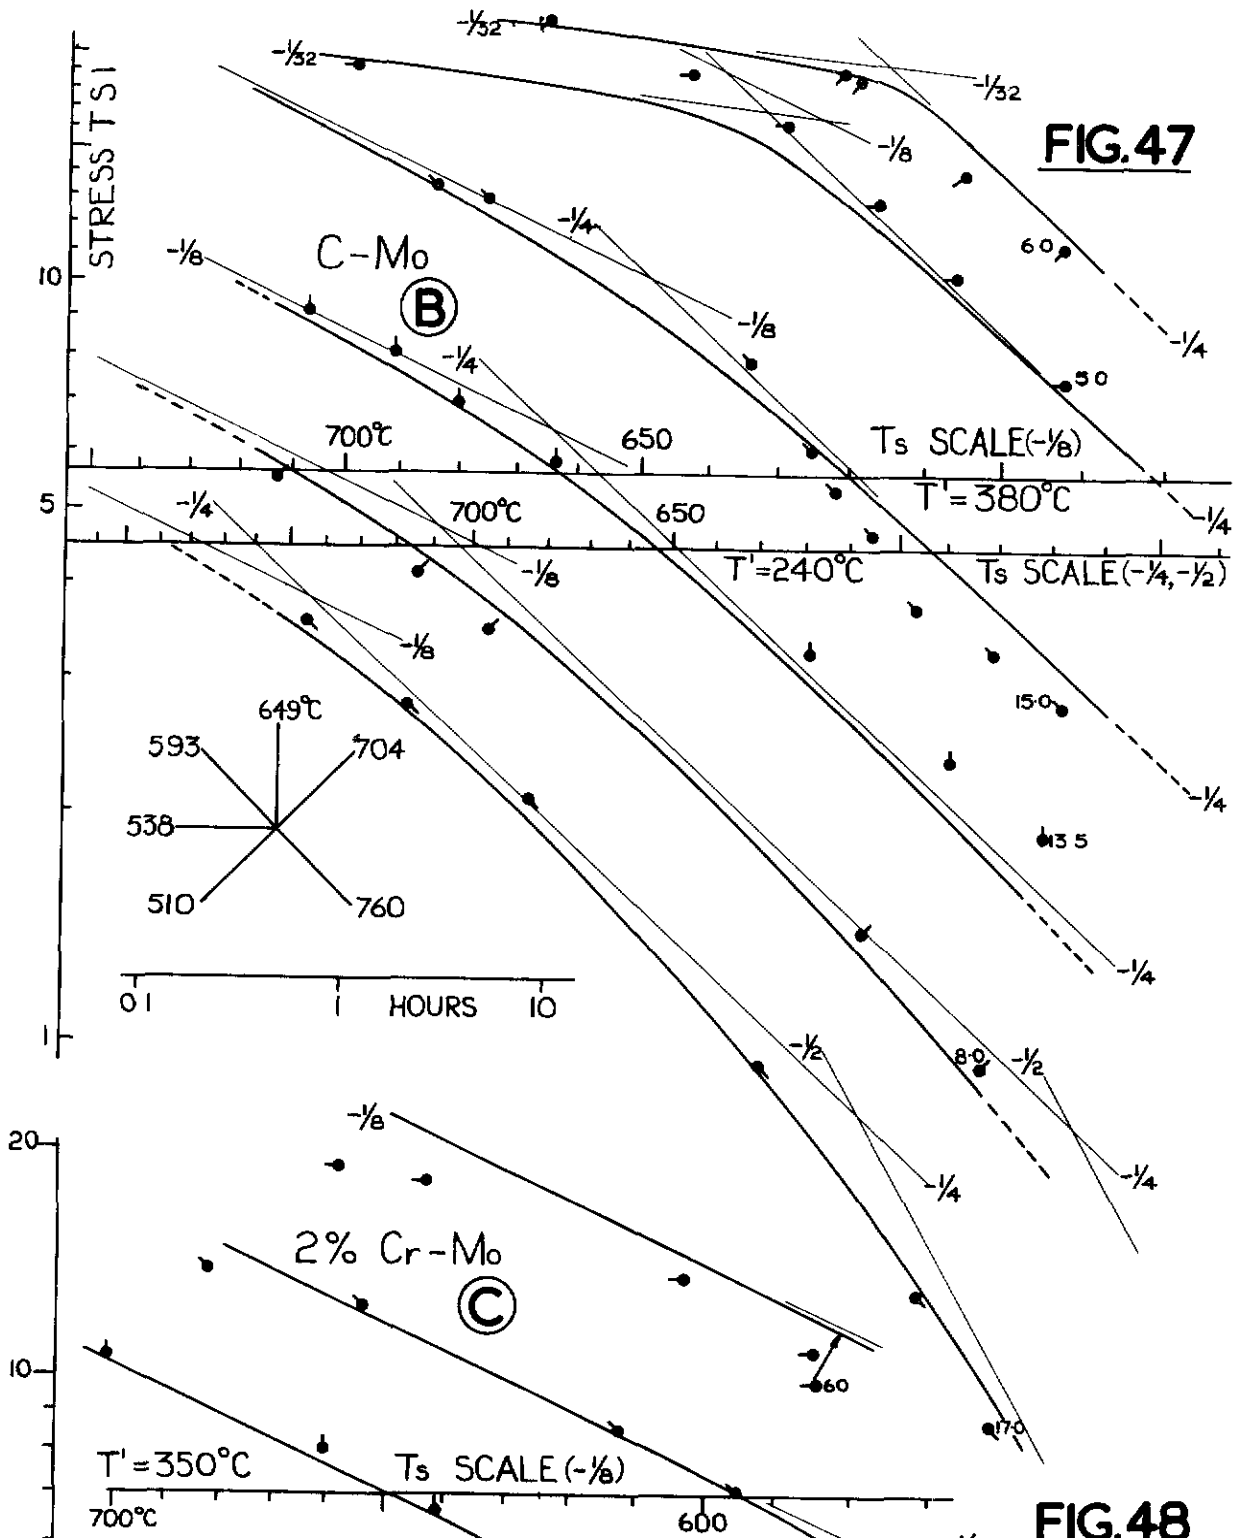 -1/32
-1/32
-1/32
FIG.47
STRESS TSI
-1/8
-1/4
C-Mo
B
-1/8
10
6.0
-1/8
-1/4
-1/4
5.0
700°C
650
Ts SCALE(-1/8)
T'=380°C
5
-1/4
700°C
650
-1/4
-1/8
T'=240°C
Ts SCALE(-1/4,-1/2)
-1/8
649°C
593
704
15.0
538
-1/4
13.5
510
760
-1/4
0.1
1
HOURS
10
1
-1/2
8.0
-1/2
-1/8
20
-1/4
-1/4
2% Cr-Mo
C
10
6.0
17.0
T'=350°C
Ts SCALE(-1/8)
700°C
600
FIG.48